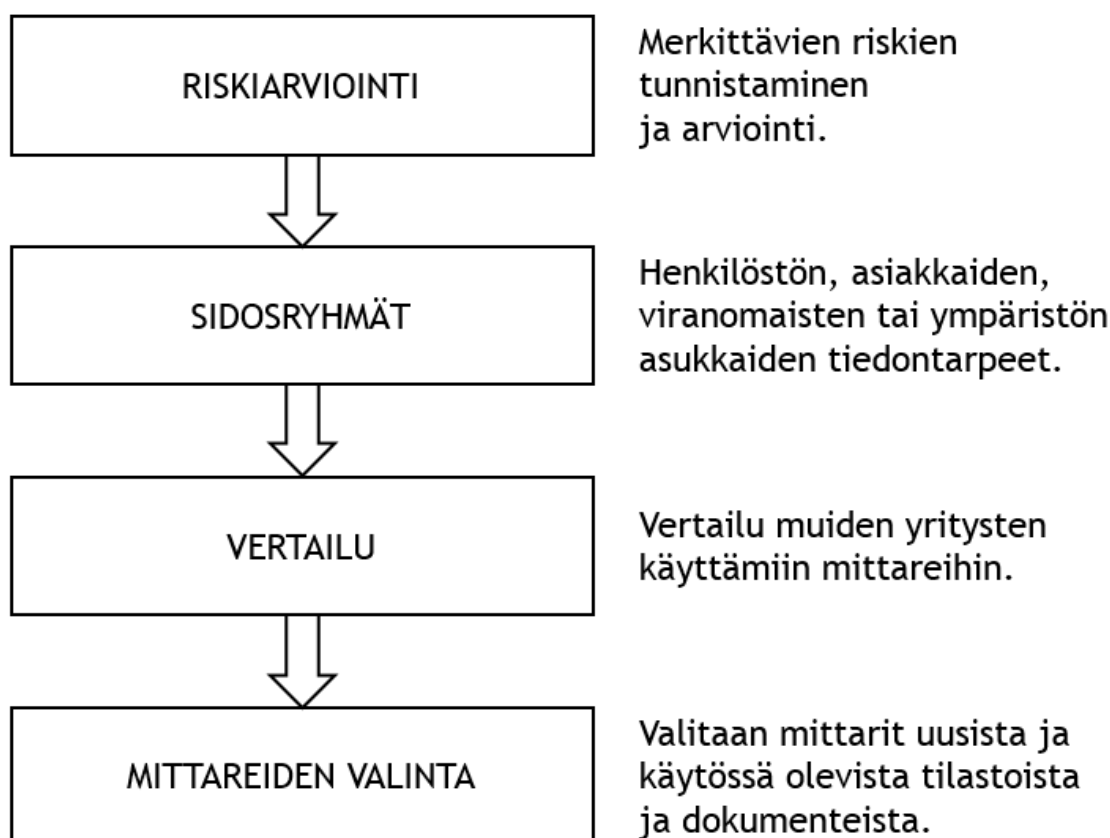 RISKIARVIOINTI
Merkittävien riskien
tunnistaminen
ja arviointi.
SIDOSRYHMÄT
Henkilöstön, asiakkaiden,
viranomaisten tai ympäristön
asukkaiden tiedontarpeet.
VERTAILU
Vertailu muiden yritysten
käyttämiin mittareihin.
MITTAREIDEN VALINTA
Valitaan mittarit uusista ja
käytössä olevista tilastoista
ja dokumenteista.